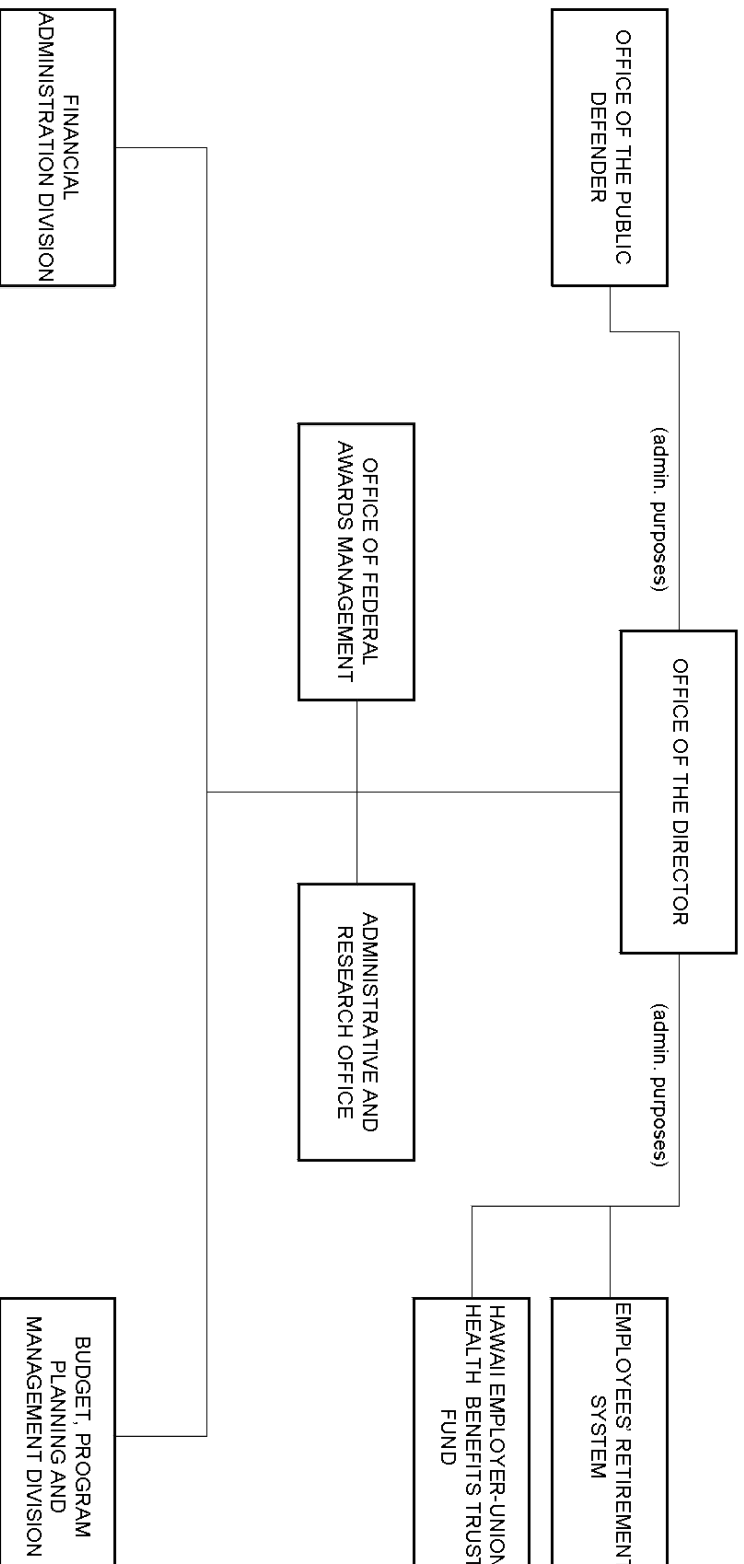 OFFICE OF THE DIRECTOR
(admin. purposes)
(admin. purposes)
OFFICE OF THE PUBLIC
DEFENDER
EMPLOYEES' RETIREMENT
SYSTEM
HAWAII EMPLOYER-UNION
HEALTH BENEFITS TRUST
FUND
OFFICE OF FEDERAL
AWARDS MANAGEMENT
ADMINISTRATIVE AND
RESEARCH OFFICE
FINANCIAL
ADMINISTRATION DIVISION
BUDGET, PROGRAM
PLANNING AND
MANAGEMENT DIVISION